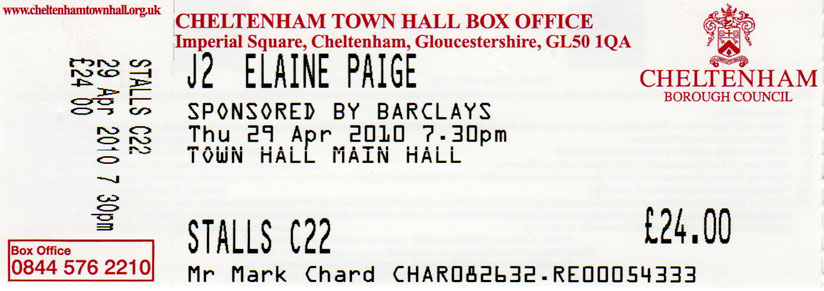 www.cheltenhamtownhall.org.uk
CHELTENHAM TOWN HALL BOX OFFICE
Imperial Square, Cheltenham, Gloucestershire, GL50 1QA
CHELTENHAM
BOROUGH COUNCIL
STALLS C22
29 Apr 2010 7 30pm
£24 00
J2 ELAINE PAIGE
SPONSORED BY BARCLAYS
Thu 29 Apr 2010 7.30pm
TOWN HALL MAIN HALL
STALLS C22
£24.00
Mr Mark Chard CHAR082632.RE00054333
Box Office
0844 576 2210